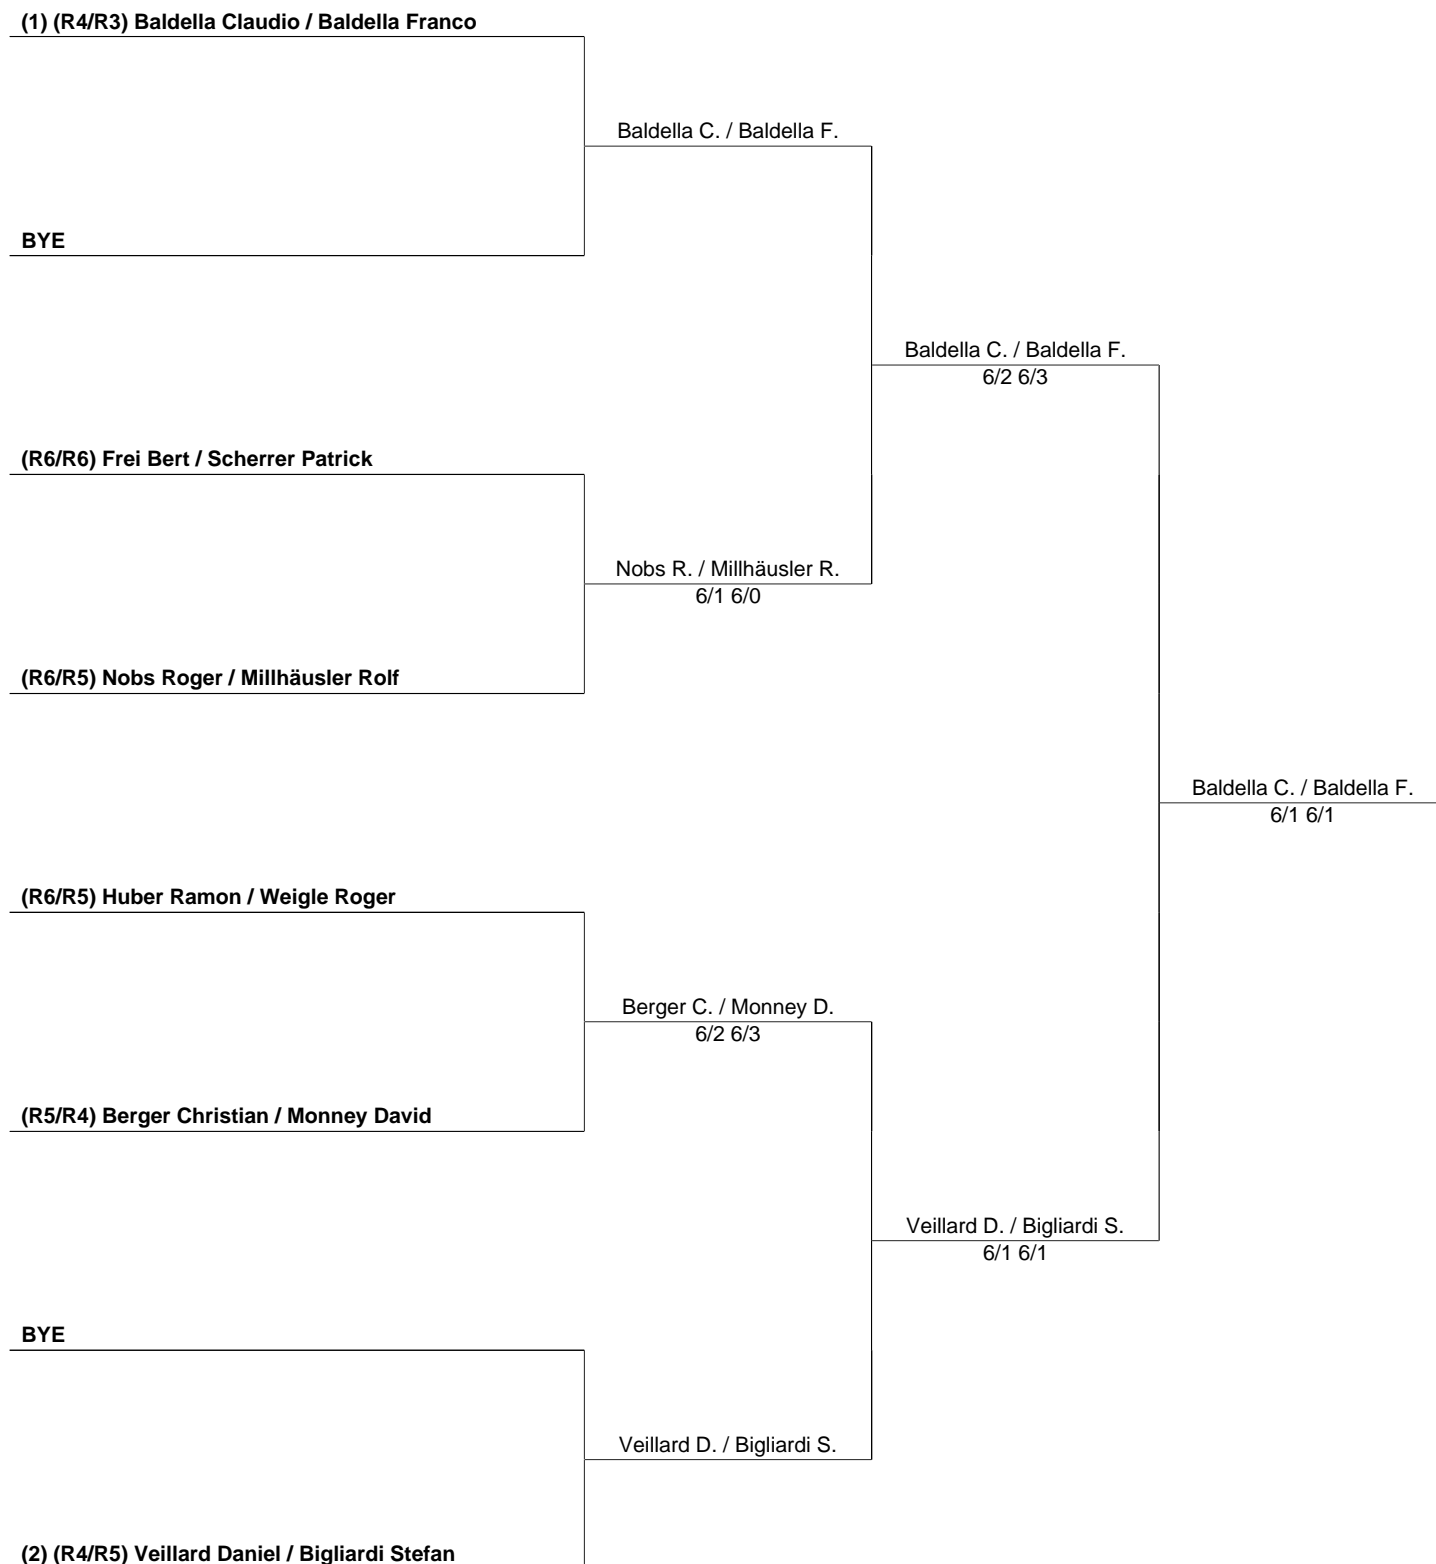 (1) (R4/R3) Baldella Claudio / Baldella Franco
Baldella C. / Baldella F.
BYE
Baldella C. / Baldella F.
6/2 6/3
(R6/R6) Frei Bert / Scherrer Patrick
Nobs R. / Millhäusler R.
6/1 6/0
(R6/R5) Nobs Roger / Millhäusler Rolf
Baldella C. / Baldella F.
6/1 6/1
(R6/R5) Huber Ramon / Weigle Roger
Berger C. / Monney D.
6/2 6/3
(R5/R4) Berger Christian / Monney David
Veillard D. / Bigliardi S.
6/1 6/1
BYE
Veillard D. / Bigliardi S.
(2) (R4/R5) Veillard Daniel / Bigliardi Stefan